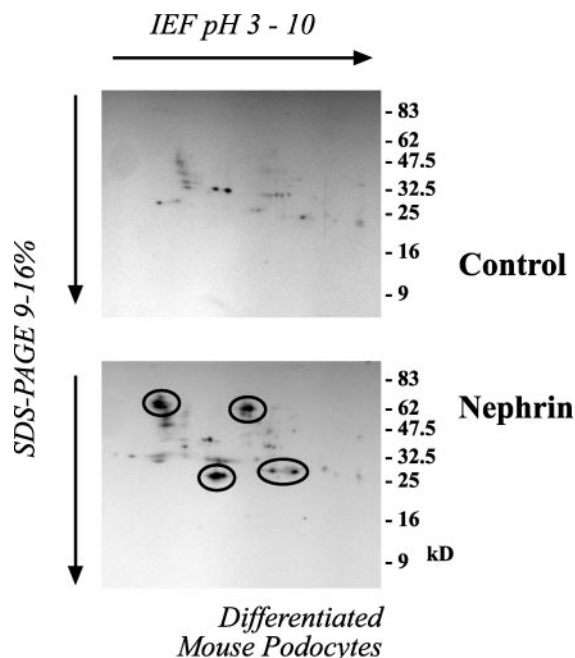 IEF pH 3 - 10
SDS-PAGE 9-16%
- 83
- 62
- 47.5
- 32.5
- 25
- 16
- 9
Control
- 83
- 62
- 47.5
- 32.5
- 25
- 16
- 9 kD
Nephrin
Differentiated
Mouse Podocytes